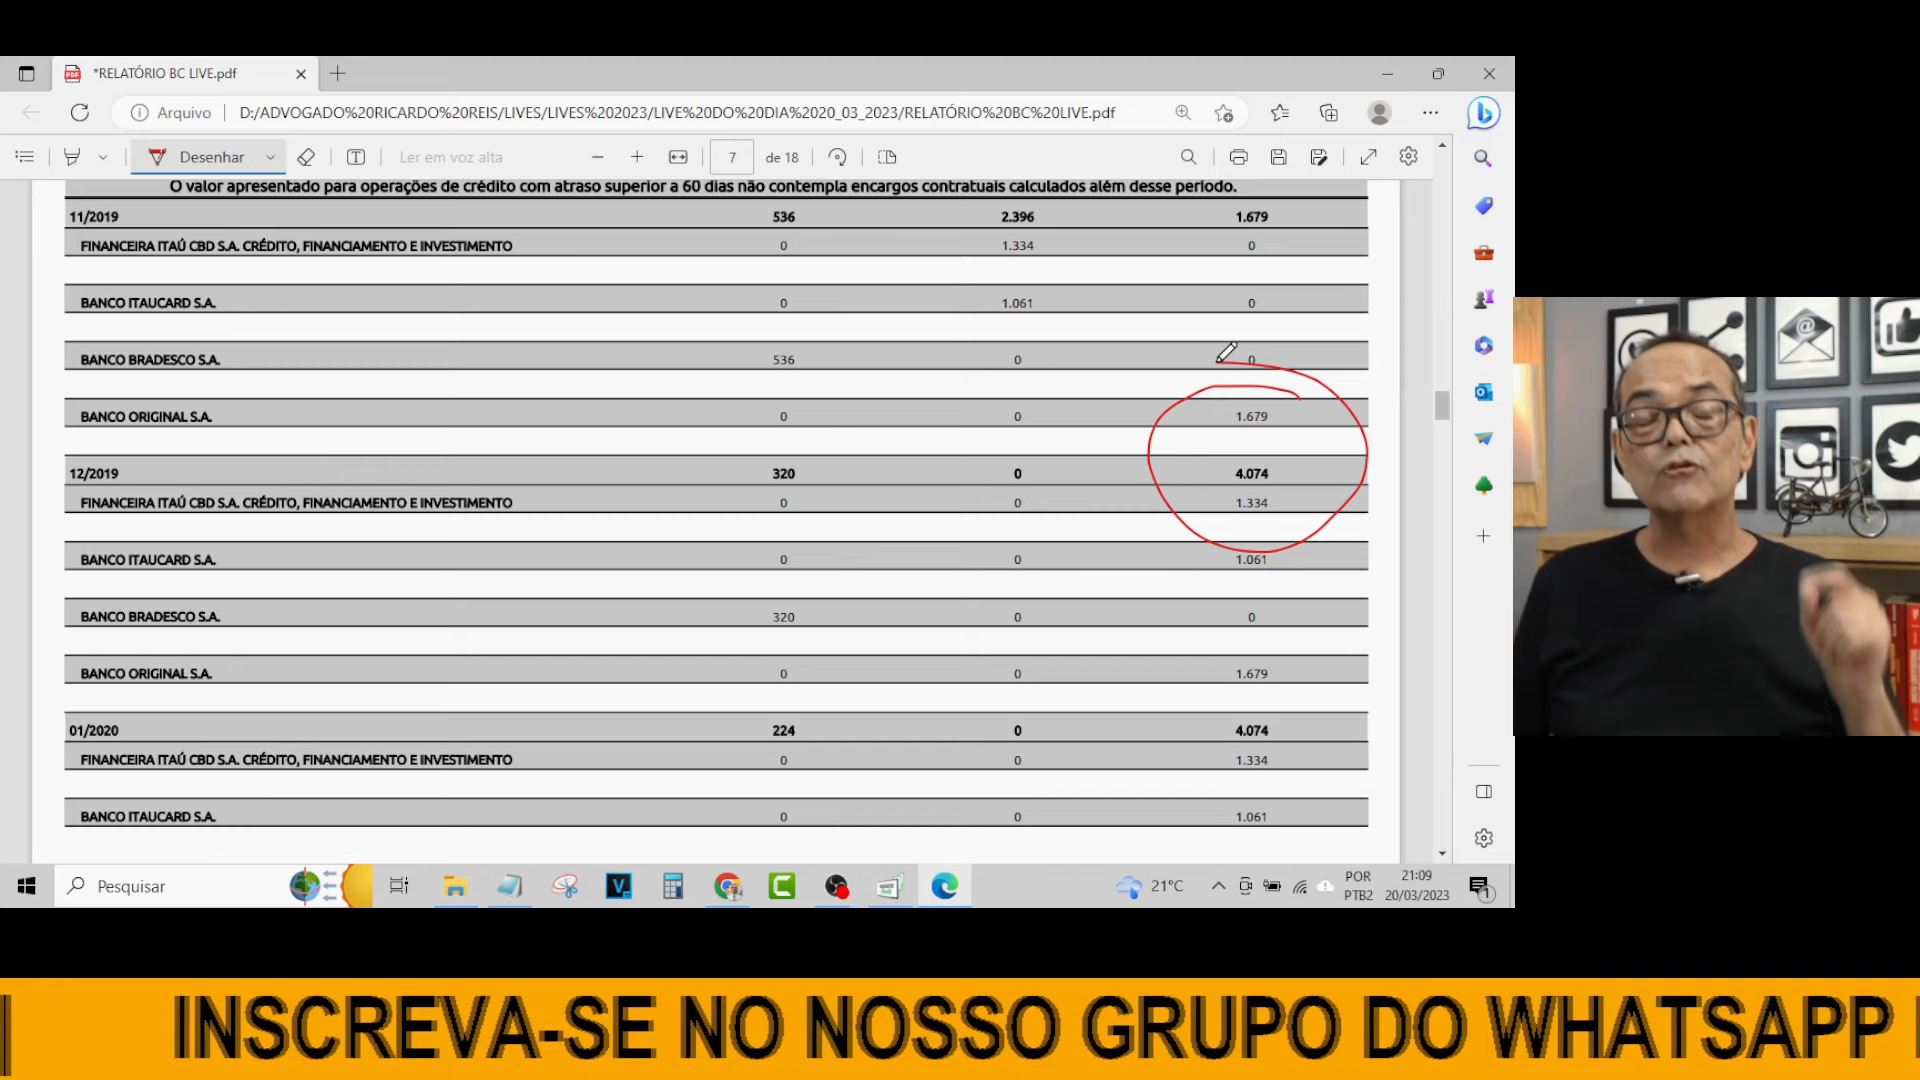 *RELATÓRIO BC LIVE.pdf
Arquivo D:/ADVOGADO%20RICARDO%20REIS/LIVES/LIVES%202023/LIVE%20DO%20DIA%2020_03_2023/RELATÓRIO%20BC%20LIVE.pdf
Desenhar Ler em voz alta 7 de 18
O valor apresentado para operações de crédito com atraso superior a 60 dias não contempla encargos contratuais calculados além desse período.
11/2019 536 2.396 1.679
FINANCEIRA ITAÚ CBD S.A. CRÉDITO, FINANCIAMENTO E INVESTIMENTO 0 1.334 0
BANCO ITAUCARD S.A. 0 1.061 0
BANCO BRADESCO S.A. 536 0 0
BANCO ORIGINAL S.A. 0 0 1.679
12/2019 320 0 4.074
FINANCEIRA ITAÚ CBD S.A. CRÉDITO, FINANCIAMENTO E INVESTIMENTO 0 0 1.334
BANCO ITAUCARD S.A. 0 0 1.061
BANCO BRADESCO S.A. 320 0 0
BANCO ORIGINAL S.A. 0 0 1.679
01/2020 224 0 4.074
FINANCEIRA ITAÚ CBD S.A. CRÉDITO, FINANCIAMENTO E INVESTIMENTO 0 0 1.334
BANCO ITAUCARD S.A. 0 0 1.061
Pesquisar 21°C POR 21:09
PTB2 20/03/2023 1
INSCREVA-SE NO NOSSO GRUPO DO WHATSAPP